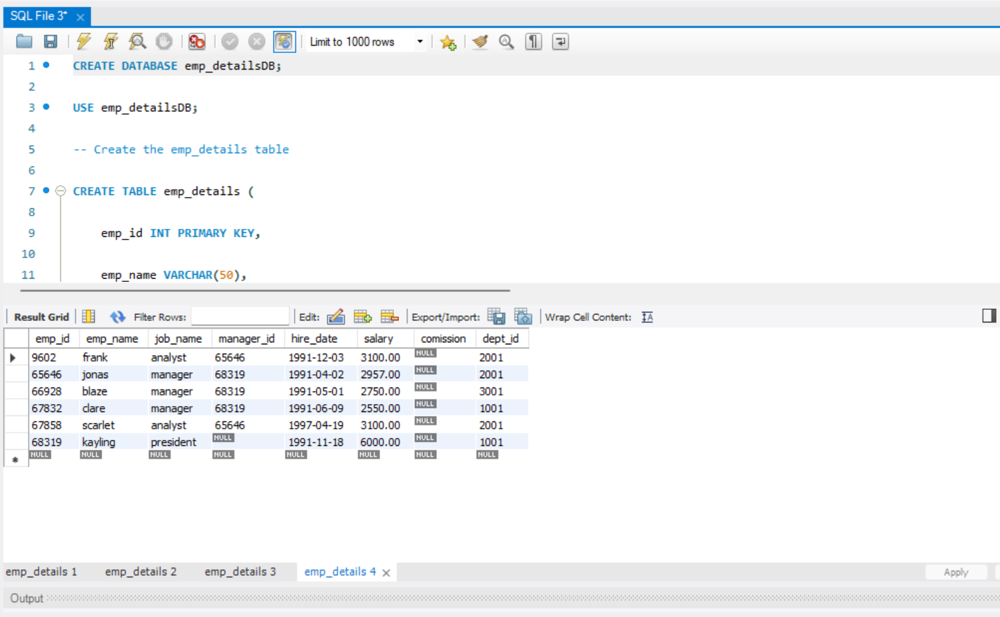 SQL File 3*
Limit to 1000 rows
1 CREATE DATABASE emp_detailsDB;
2
3 USE emp_detailsDB;
4
5 -- Create the emp_details table
6
7 CREATE TABLE emp_details (
8
9 emp_id INT PRIMARY KEY,
10
11 emp_name VARCHAR(50),
Result Grid Filter Rows: Edit: Export/Import: Wrap Cell Content:
emp_id emp_name job_name manager_id hire_date salary comission dept_id
9602 frank analyst 65646 1991-12-03 3100.00 NULL 2001
65646 jonas manager 68319 1991-04-02 2957.00 NULL 2001
66928 blaze manager 68319 1991-05-01 2750.00 NULL 3001
67832 clare manager 68319 1991-06-09 2550.00 NULL 1001
67858 scarlet analyst 65646 1997-04-19 3100.00 NULL 2001
68319 kayling president NULL 1991-11-18 6000.00 NULL 1001
NULL NULL NULL NULL NULL NULL NULL NULL
emp_details 1 emp_details 2 emp_details 3 emp_details 4 Apply
Output